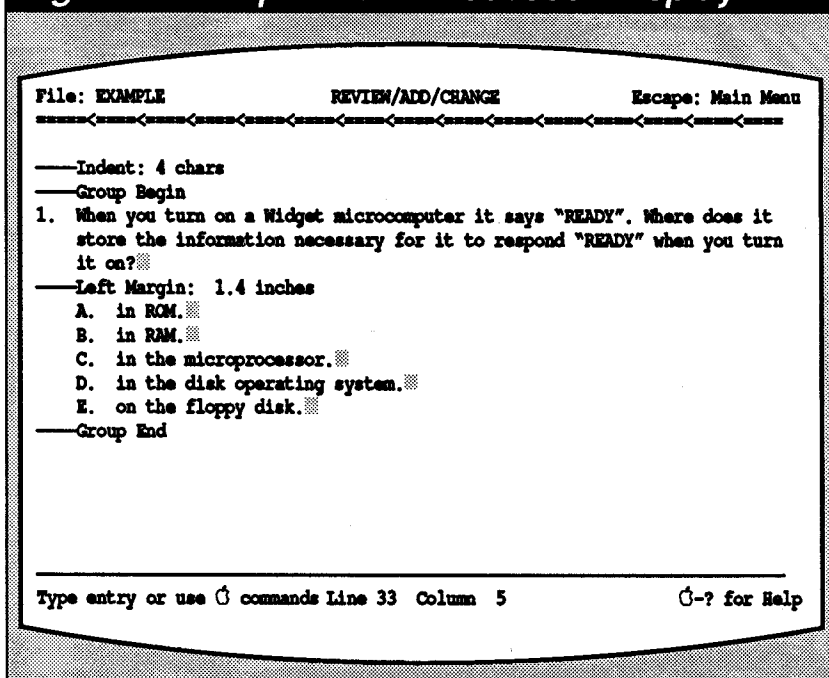 File: EXAMPLE REVIEW/ADD/CHANGE Escape: Main Menu
=====<====<====<====<====<====<====<====<====<====<====<====<====<====<====
Indent: 4 chars
Group Begin
1. When you turn on a Widget microcomputer it says "READY". Where does it
store the information necessary for it to respond "READY" when you turn
it on?
Left Margin: 1.4 inches
A. in ROM.
B. in RAM.
C. in the microprocessor.
D. in the disk operating system.
E. on the floppy disk.
Group End
Type entry or use commands Line 33 Column 5 -? for Help